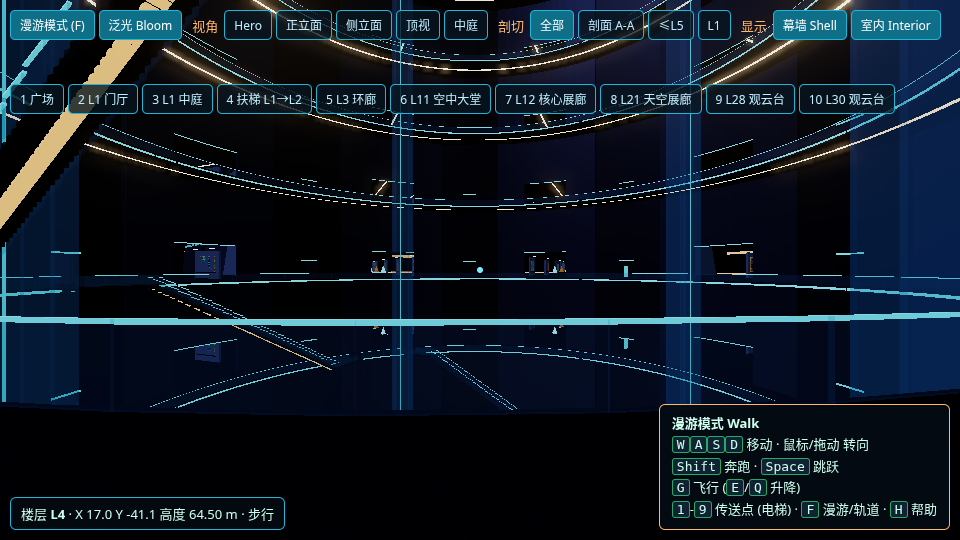 漫游模式 (F) 泛光 Bloom 视角 Hero 正立面 侧立面 顶视 中庭 剖切 全部 剖面 A-A ≤L5 L1 显示 幕墙 Shell 室内 Interior
1 广场 2 L1 门厅 3 L1 中庭 4 扶梯 L1→L2 5 L3 环廊 6 L11 空中大堂 7 L12 核心展廊 8 L21 天空展廊 9 L28 观云台 10 L30 观云台
漫游模式 Walk
W A S D 移动 · 鼠标/拖动 转向
Shift 奔跑 · Space 跳跃
G 飞行 (E/Q 升降)
1-9 传送点 (电梯) · F 漫游/轨道 · H 帮助
楼层 L4 · X 17.0 Y -41.1 高度 64.50 m · 步行